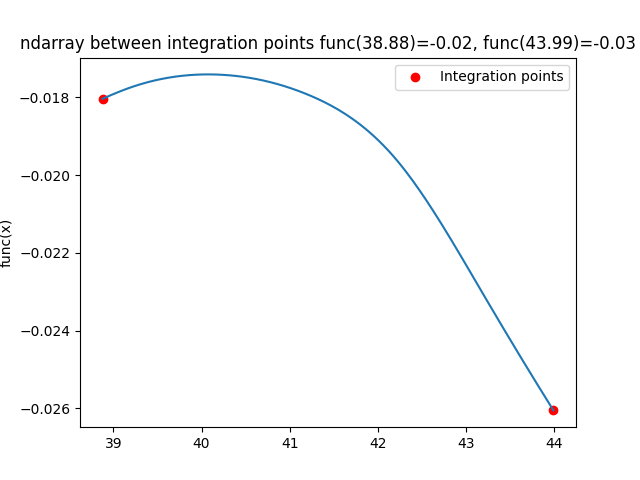 ndarray between integration points func(38.88)=-0.02, func(43.99)=-0.03
Integration points
func(x)
−0.018
−0.020
−0.022
−0.024
−0.026
39 40 41 42 43 44